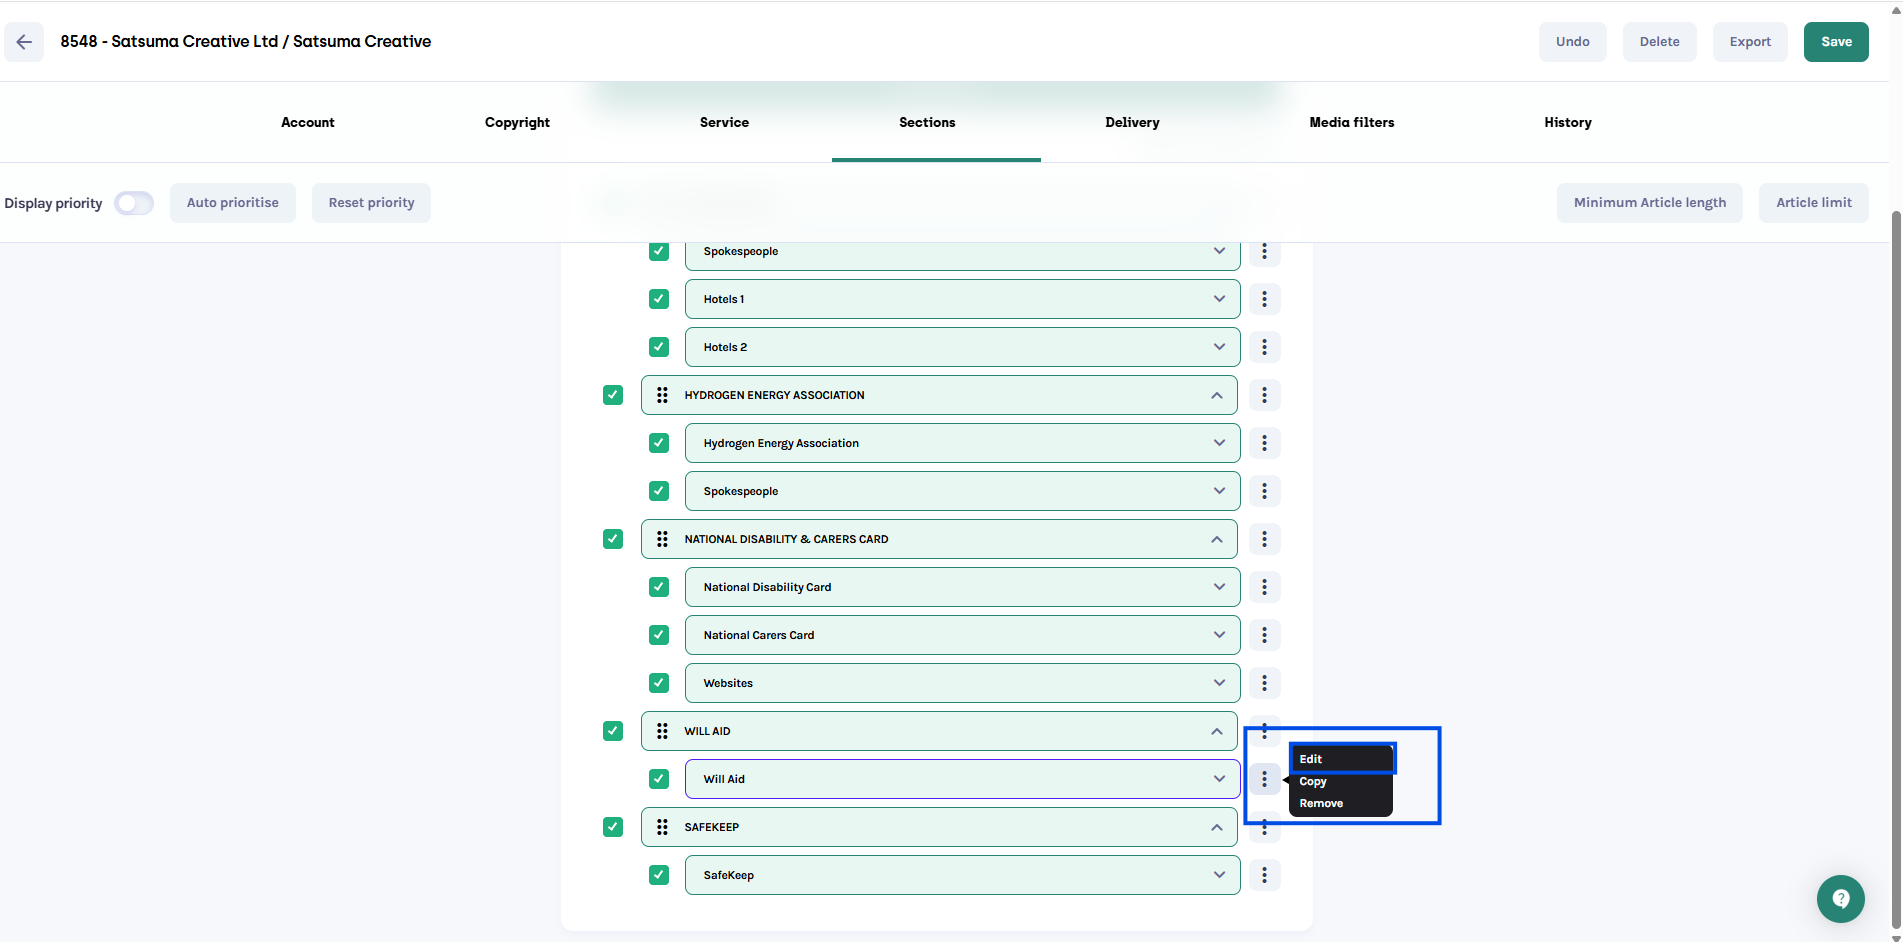 8548 - Satsuma Creative Ltd / Satsuma Creative
Undo
Delete
Export
Save
Account
Copyright
Service
Sections
Delivery
Media filters
History
Display priority
Auto prioritise
Reset priority
Minimum Article length
Article limit
Spokespeople
Hotels 1
Hotels 2
HYDROGEN ENERGY ASSOCIATION
Hydrogen Energy Association
Spokespeople
NATIONAL DISABILITY & CARERS CARD
National Disability Card
National Carers Card
Websites
WILL AID
Will Aid
Edit
Copy
Remove
SAFEKEEP
SafeKeep